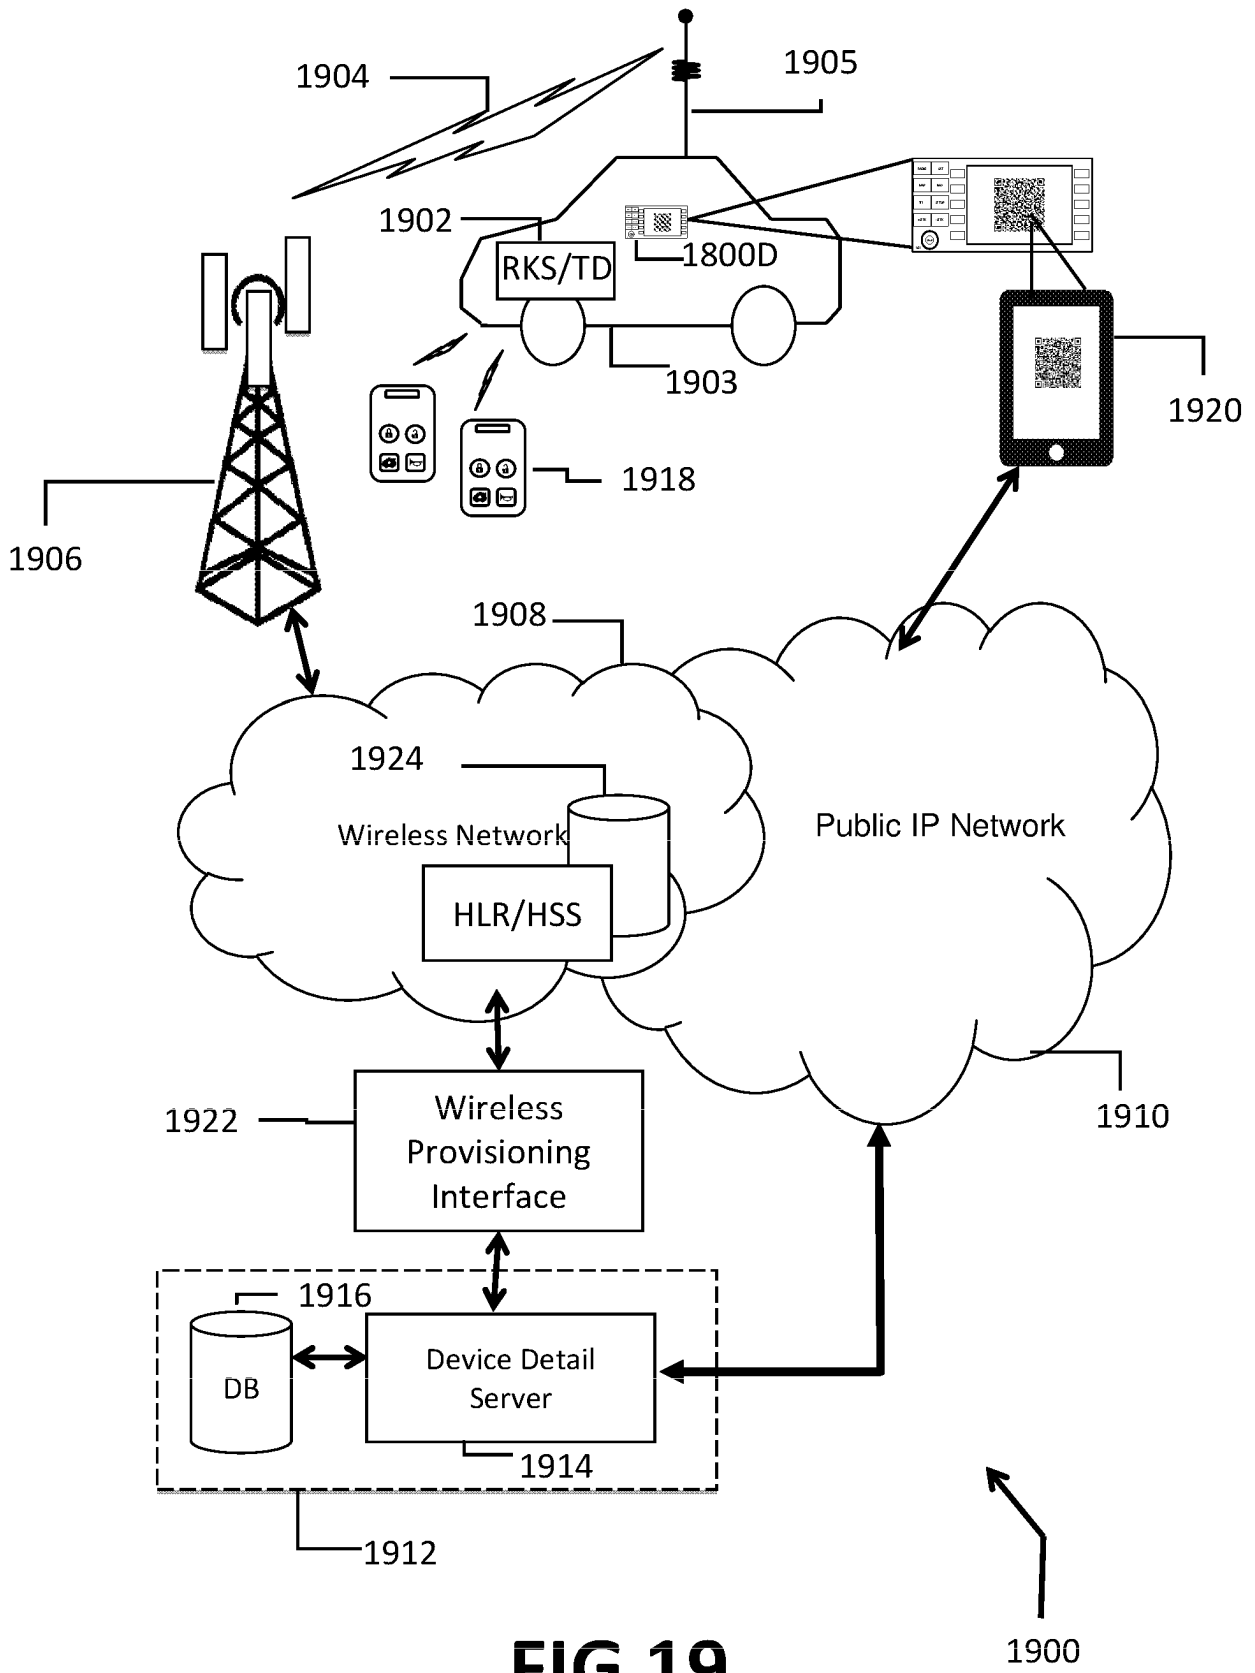 1904
1905
1902
RKS/TD
1800D
1903
1920
1918
1906
1908
1924
Wireless Network
Public IP Network
HLR/HSS
1910
1922
Wireless
Provisioning
Interface
1916
DB
Device Detail
Server
1914
1912
1900
FIG 19